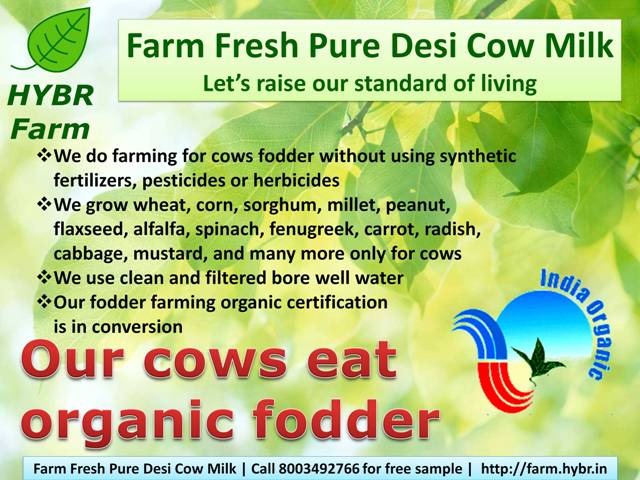 HYBR
Farm
Farm Fresh Pure Desi Cow Milk
Let's raise our standard of living
❖We do farming for cows fodder without using synthetic
fertilizers, pesticides or herbicides
❖We grow wheat, corn, sorghum, millet, peanut,
flaxseed, alfalfa, spinach, fenugreek, carrot, radish,
cabbage, mustard, and many more only for cows
❖We use clean and filtered bore well water
❖Our fodder farming organic certification
is in conversion
India Organic
Our cows eat
organic fodder
Farm Fresh Pure Desi Cow Milk | Call 8003492766 for free sample | http://farm.hybr.in